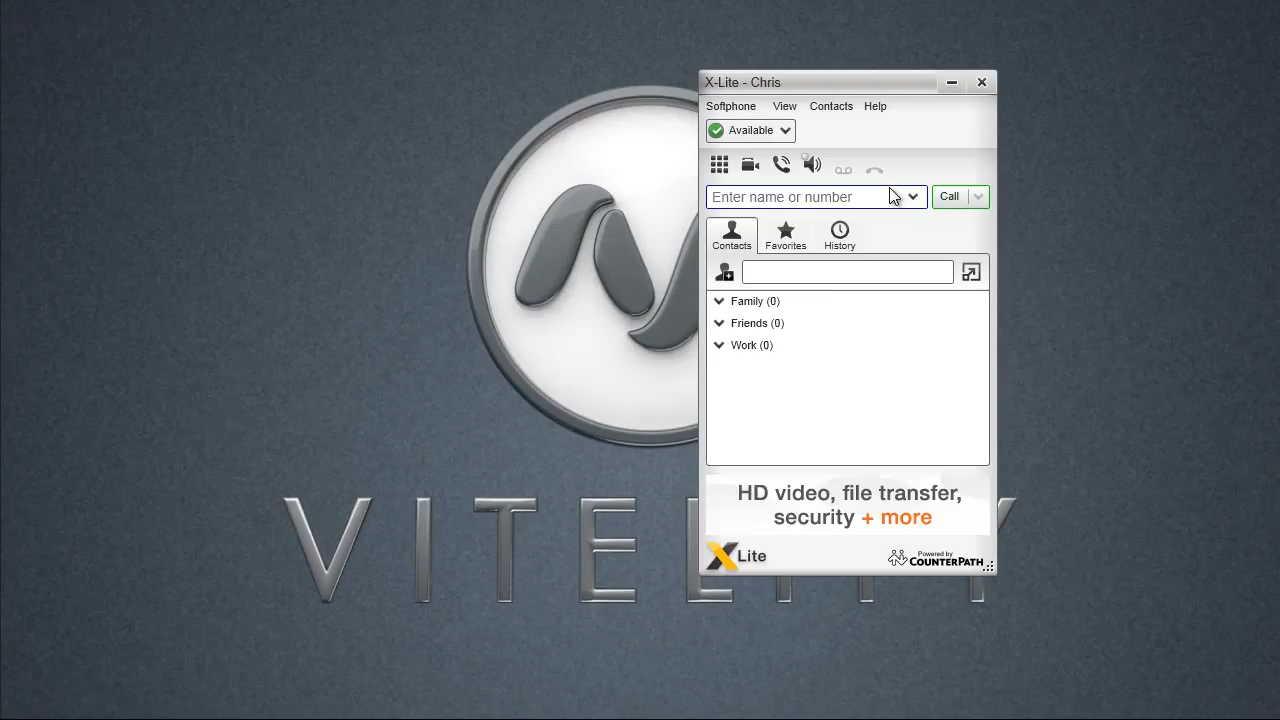 X-Lite - Chris
Softphone View Contacts Help
Available
Enter name or number
Call
Contacts Favorites History
Family (0)
Friends (0)
Work (0)
HD video, file transfer,
security + more
X Lite
Powered by
COUNTERPATH
VITELITY